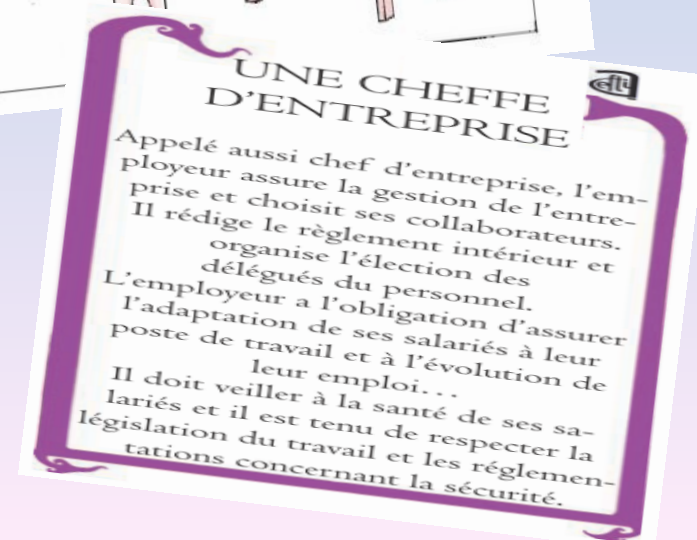 UNE CHEFFE
D'ENTREPRISE
Appelé aussi chef d'entreprise, l'em-
ployeur assure la gestion de l'entre-
prise et choisit ses collaborateurs.
Il rédige le règlement intérieur et
organise l'élection des
délégués du personnel.
L'employeur a l'obligation d'assurer
l'adaptation de ses salariés à leur
poste de travail et à l'évolution de
leur emploi...
Il doit veiller à la santé de ses sa-
lariés et il est tenu de respecter la
législation du travail et les réglemen-
tations concernant la sécurité.